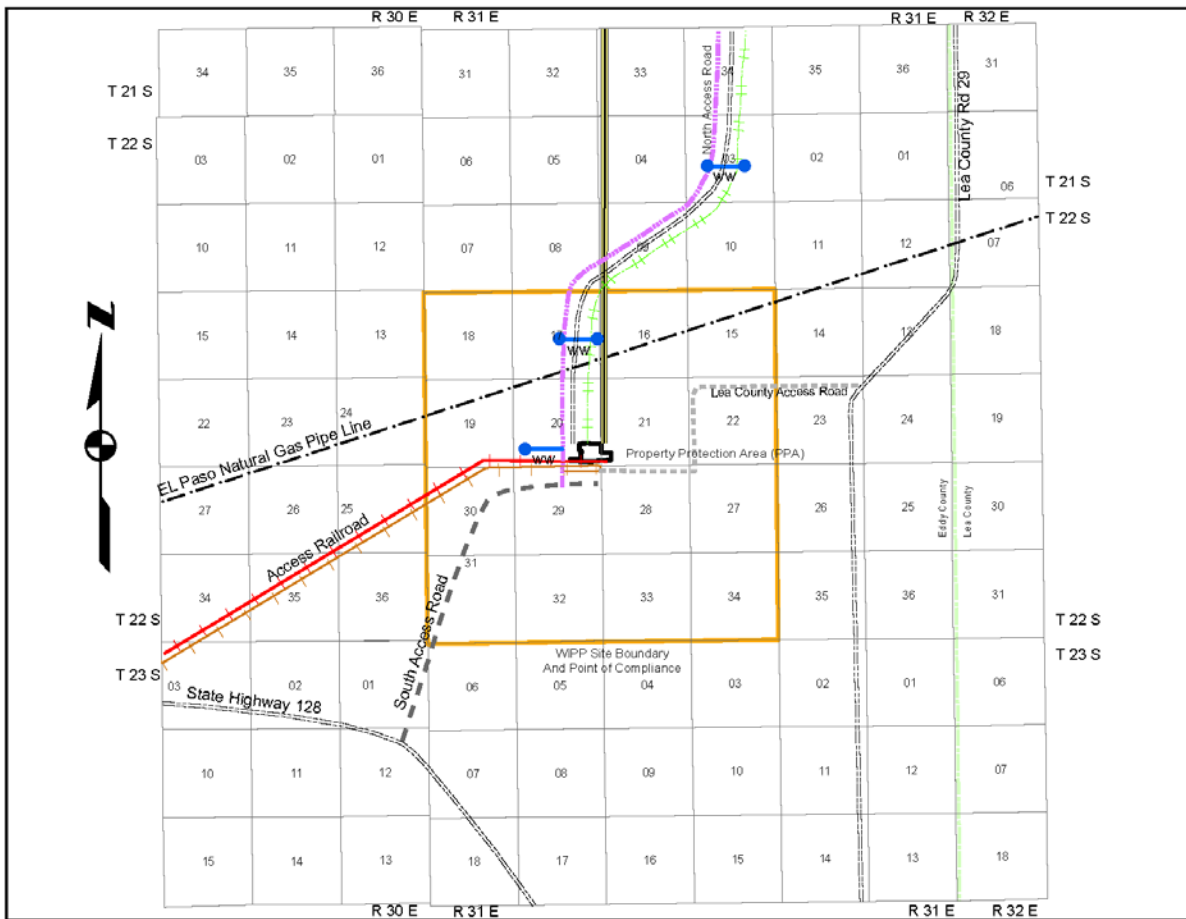 R 30 E R 31 E R 31 E R 32 E
34 35 36 31 32 33 34 35 36 31
T 21 S
North Access Road
Lea County Rd 29
T 22 S
03 02 01 06 05 04 03 02 01 06
WW
T 21 S
T 22 S
10 11 12 07 08 09 10 11 12 07
Z
15 14 13 18 17 16 15 14 13 18
WW
Lea County Access Road
22 23 24 19 20 21 22 23 24 19
EL Paso Natural Gas Pipe Line
Property Protection Area (PPA)
WW
27 26 25 30 29 28 27 26 25 30
Eddy County
Lea County
Access Railroad
31
34 35 36 32 33 34 35 36 31
T 22 S T 22 S
South Access Road
WIPP Site Boundary
And Point of Compliance
T 23 S T 23 S
03 02 01 06 05 04 03 02 01 06
State Highway 128
10 11 12 07 08 09 10 11 12 07
15 14 13 18 17 16 15 14 13 18
R 30 E R 31 E R 31 E R 32 E